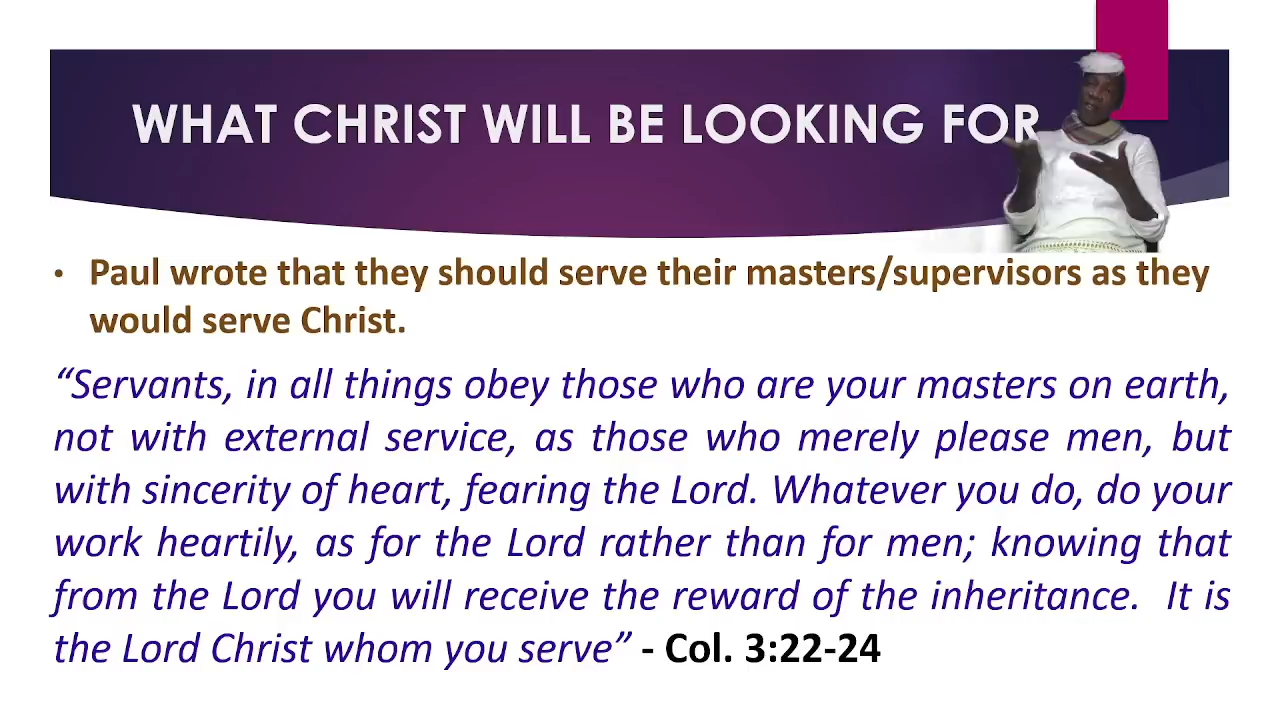 WHAT CHRIST WILL BE LOOKING FOR
• Paul wrote that they should serve their masters/supervisors as they
would serve Christ.
“Servants, in all things obey those who are your masters on earth,
not with external service, as those who merely please men, but
with sincerity of heart, fearing the Lord. Whatever you do, do your
work heartily, as for the Lord rather than for men; knowing that
from the Lord you will receive the reward of the inheritance. It is
the Lord Christ whom you serve” - Col. 3:22-24